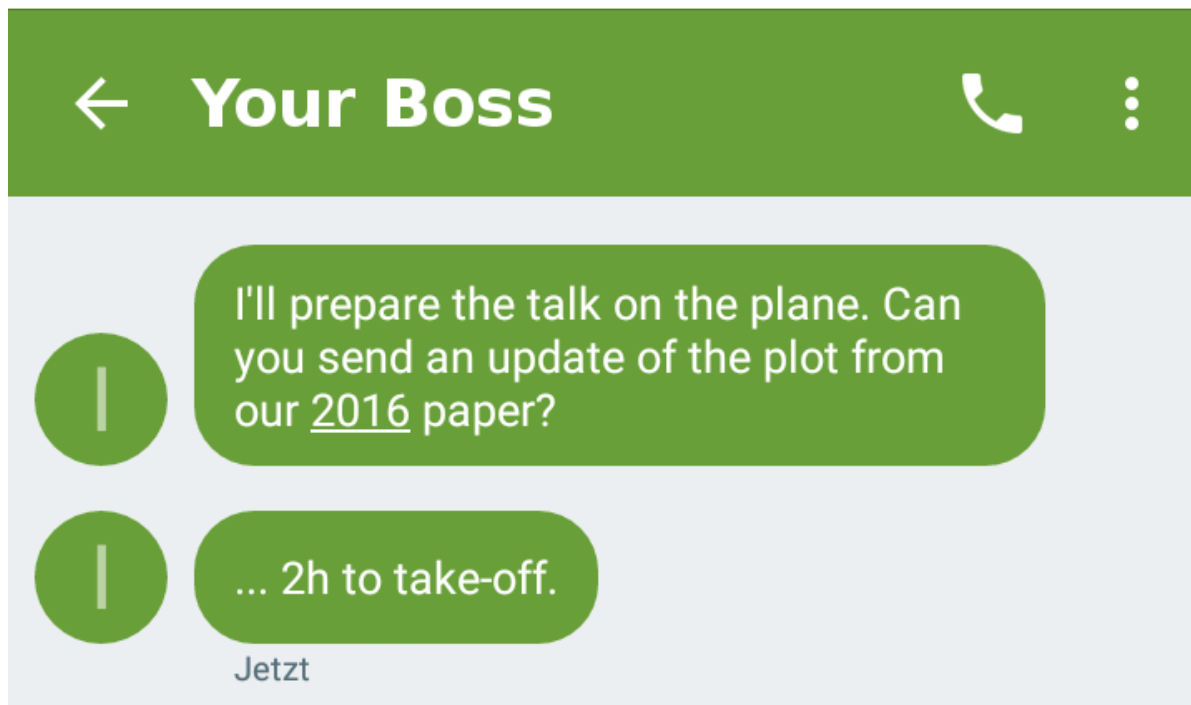 Your Boss
I'll prepare the talk on the plane. Can
you send an update of the plot from
our 2016 paper?
... 2h to take-off.
Jetzt